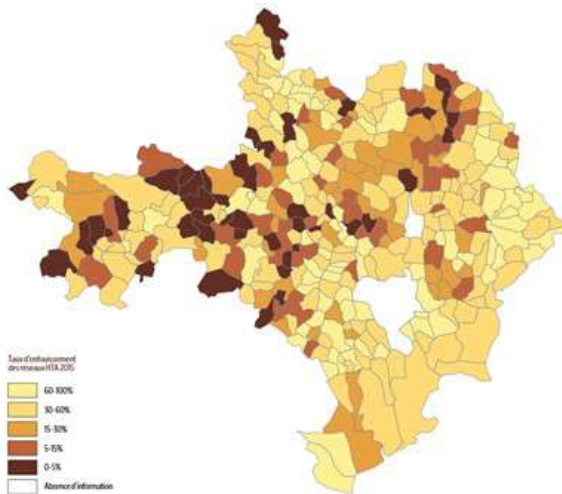 Taux d'enfouissement
des réseaux HTA 2015
60-100%
30-60%
15-30%
5-15%
0-5%
Absence d'information